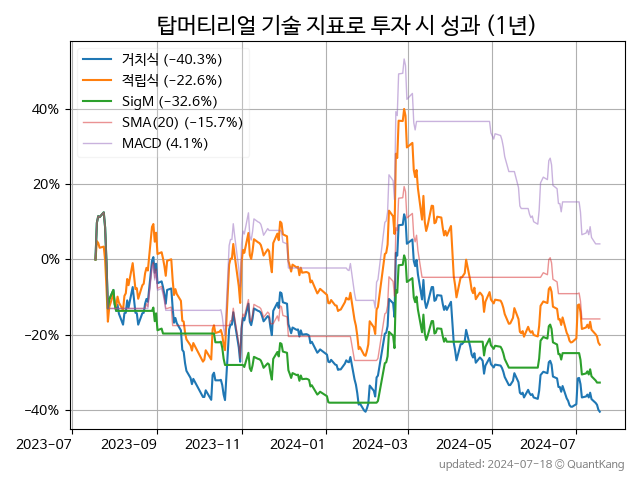 탑머티리얼 기술 지표로 투자 시 성과 (1년)
거치식 (−40.3%)
적립식 (−22.6%)
SigM (−32.6%)
SMA(20) (−15.7%)
MACD (4.1%)
40%
20%
0%
−20%
−40%
2023−07 2023−09 2023−11 2024−01 2024−03 2024−05 2024−07
updated: 2024-07-18 ⓒ QuantKang